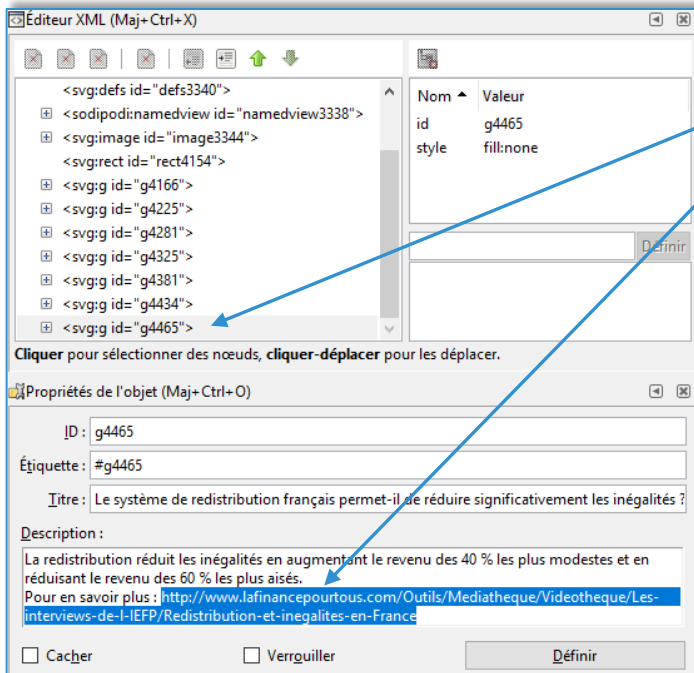 Éditeur XML (Maj+Ctrl+X)
<svg:defs id="defs3340">
<sodipodi:namedview id="namedview3338">
<svg:image id="image3344">
<svg:rect id="rect4154">
<svg:g id="g4166">
<svg:g id="g4225">
<svg:g id="g4281">
<svg:g id="g4325">
<svg:g id="g4381">
<svg:g id="g4434">
<svg:g id="g4465">
Nom Valeur
id g4465
style fill:none
Définir
Cliquer pour sélectionner des nœuds, cliquer-déplacer pour les déplacer.
Propriétés de l'objet (Maj+Ctrl+O)
ID : g4465
Étiquette : #g4465
Titre : Le système de redistribution français permet-il de réduire significativement les inégalités ?
Description :
La redistribution réduit les inégalités en augmentant le revenu des 40 % les plus modestes et en
réduisant le revenu des 60 % les plus aisés.
Pour en savoir plus : http://www.lafinancepourtous.com/Outils/Mediatheque/Videotheque/Les-
interviews-de-l-IEFP/Redistribution-et-inegalites-en-France
Cacher Verrouiller Définir